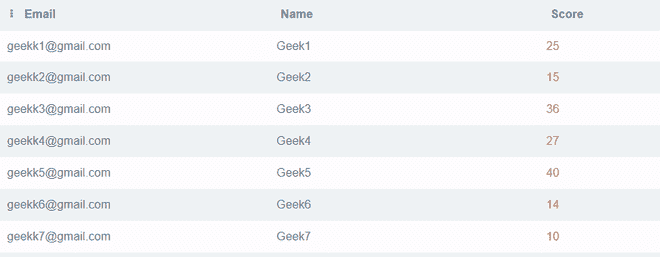 Email Name Score
geekk1@gmail.com Geek1 25
geekk2@gmail.com Geek2 15
geekk3@gmail.com Geek3 36
geekk4@gmail.com Geek4 27
geekk5@gmail.com Geek5 40
geekk6@gmail.com Geek6 14
geekk7@gmail.com Geek7 10